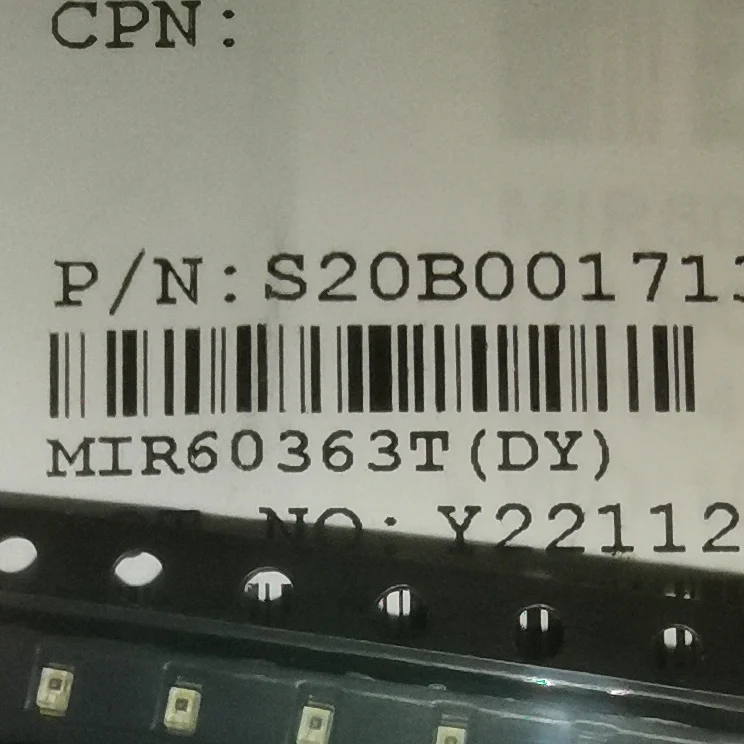 CPN:
P/N:S20B00171
MIR60363T(DY)
NO: Y22112